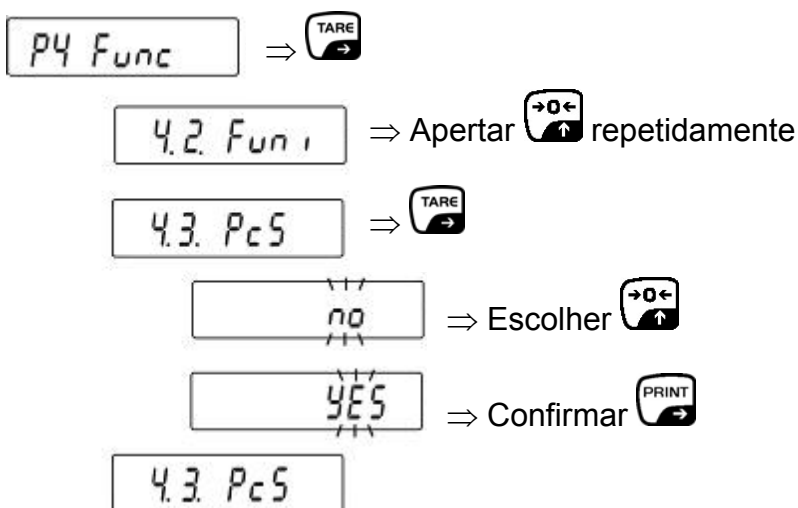 P4 Func ⇒ TARE
4.2. Funi ⇒ Apertar →0← repetidamente
4.3. PcS ⇒ TARE
no ⇒ Escolher →0←
YES ⇒ Confirmar PRINT
4.3. PcS